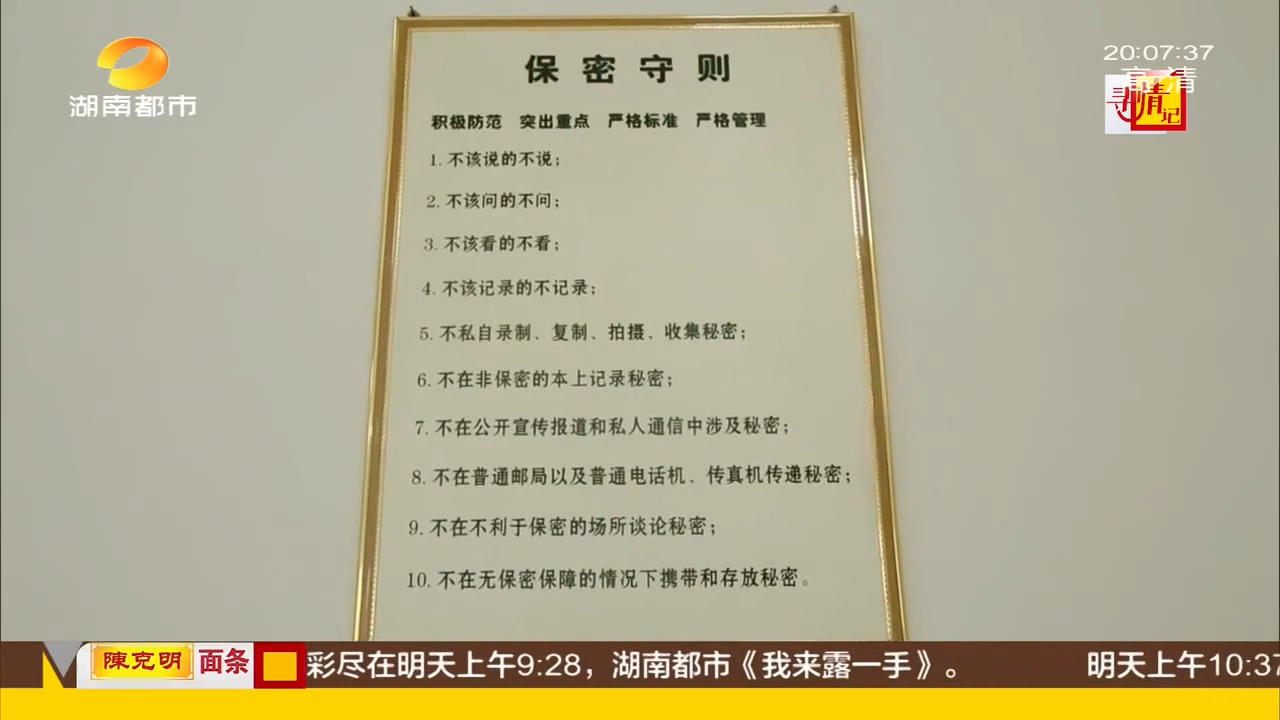 湖南都市
20:07:37
高清
寻情记
保密守则
积极防范 突出重点 严格标准 严格管理
1. 不该说的不说;
2. 不该问的不问;
3. 不该看的不看;
4. 不该记录的不记录;
5. 不私自录制、复制、拍摄、收集秘密;
6. 不在非保密的本上记录秘密;
7. 不在公开宣传报道和私人通信中涉及秘密;
8. 不在普通邮局以及普通电话机、传真机传递秘密;
9. 不在不利于保密的场所谈论秘密;
10. 不在无保密保障的情况下携带和存放秘密。
陳克明 面条
彩尽在明天上午9:28，湖南都市《我来露一手》。 明天上午10:37